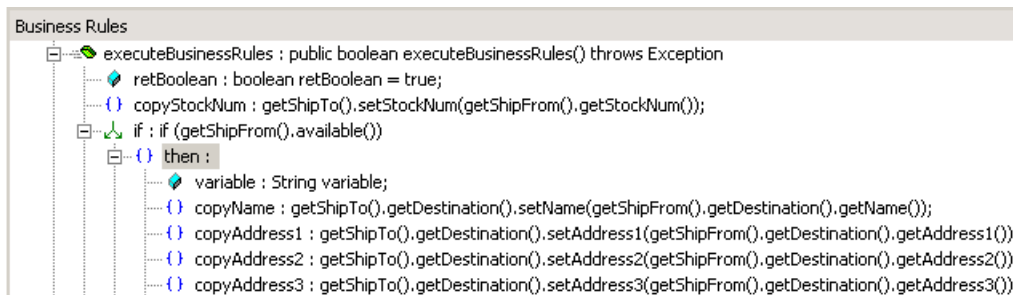 Business Rules
executeBusinessRules : public boolean executeBusinessRules() throws Exception
retBoolean : boolean retBoolean = true;
{} copyStockNum : getShipTo().setStockNum(getShipFrom().getStockNum());
if : if (getShipFrom().available())
{} then :
variable : String variable;
{} copyName : getShipTo().getDestination().setName(getShipFrom().getDestination().getName());
{} copyAddress1 : getShipTo().getDestination().setAddress1(getShipFrom().getDestination().getAddress1())
{} copyAddress2 : getShipTo().getDestination().setAddress2(getShipFrom().getDestination().getAddress2())
{} copyAddress3 : getShipTo().getDestination().setAddress3(getShipFrom().getDestination().getAddress3())